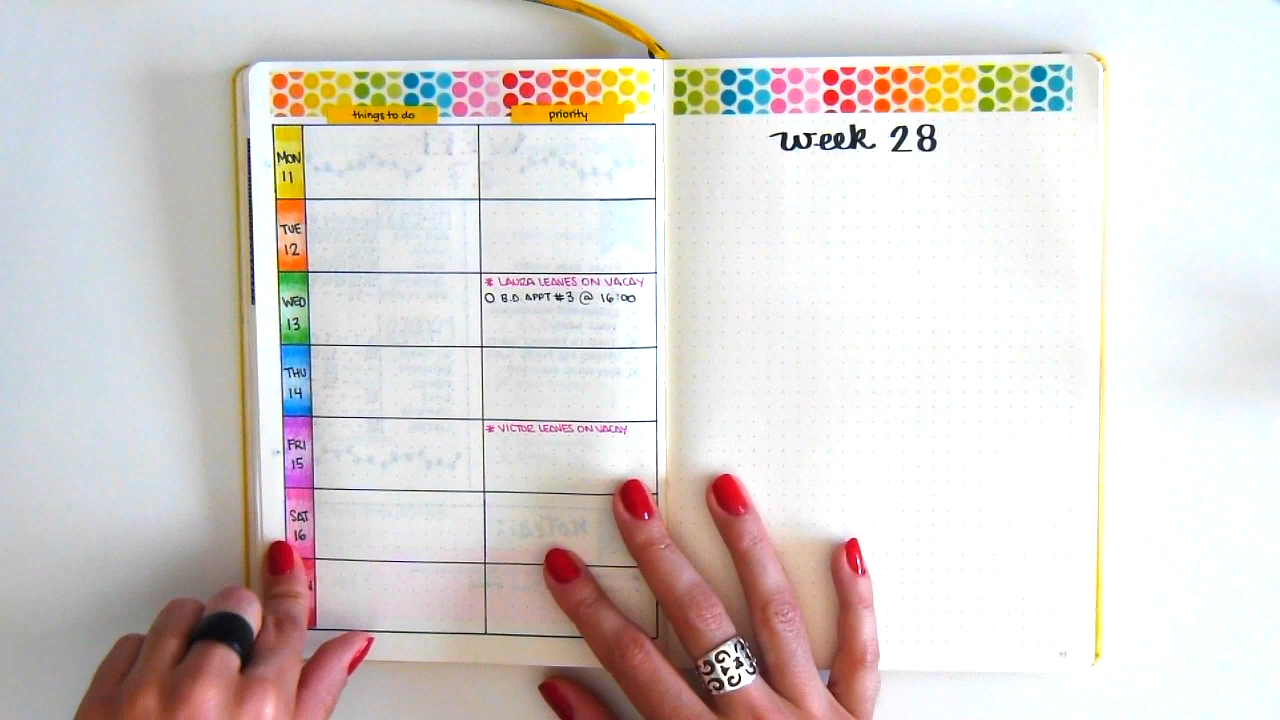 things to do
priority
week 28
MON
11
TUE
12
WED
13
* LAURA LEAVES ON VACAY
O B.D. APPT #3 @ 16:00
THU
14
FRI
15
* VICTOR LEAVES ON VACAY
SAT
16